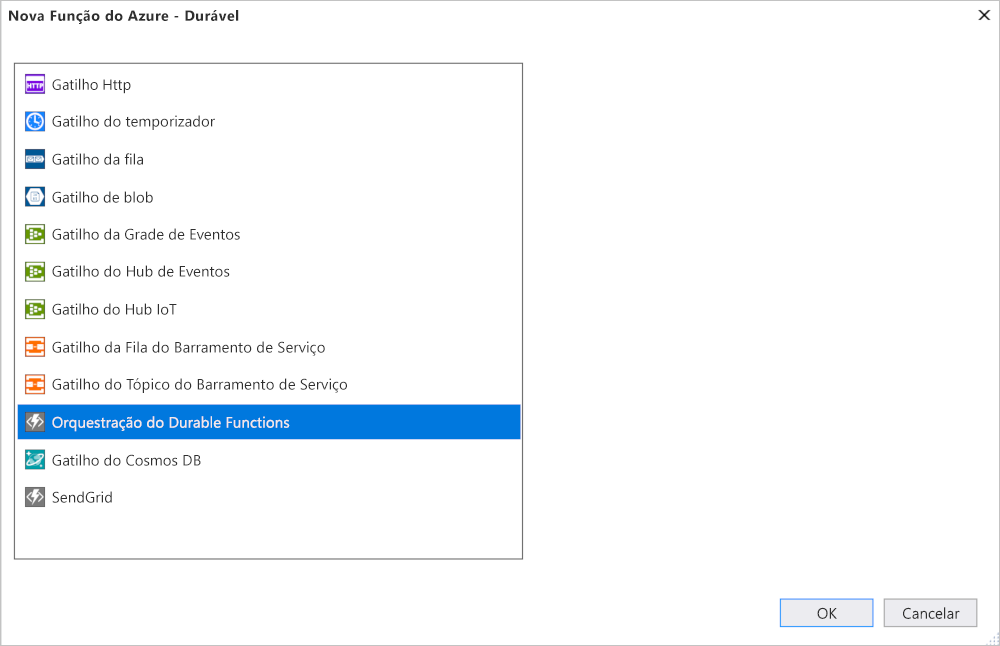 Nova Função do Azure - Durável
HTTP Gatilho Http
Gatilho do temporizador
Gatilho da fila
Gatilho de blob
Gatilho da Grade de Eventos
Gatilho do Hub de Eventos
Gatilho do Hub IoT
Gatilho da Fila do Barramento de Serviço
Gatilho do Tópico do Barramento de Serviço
Orquestração do Durable Functions
Gatilho do Cosmos DB
SendGrid
OK
Cancelar